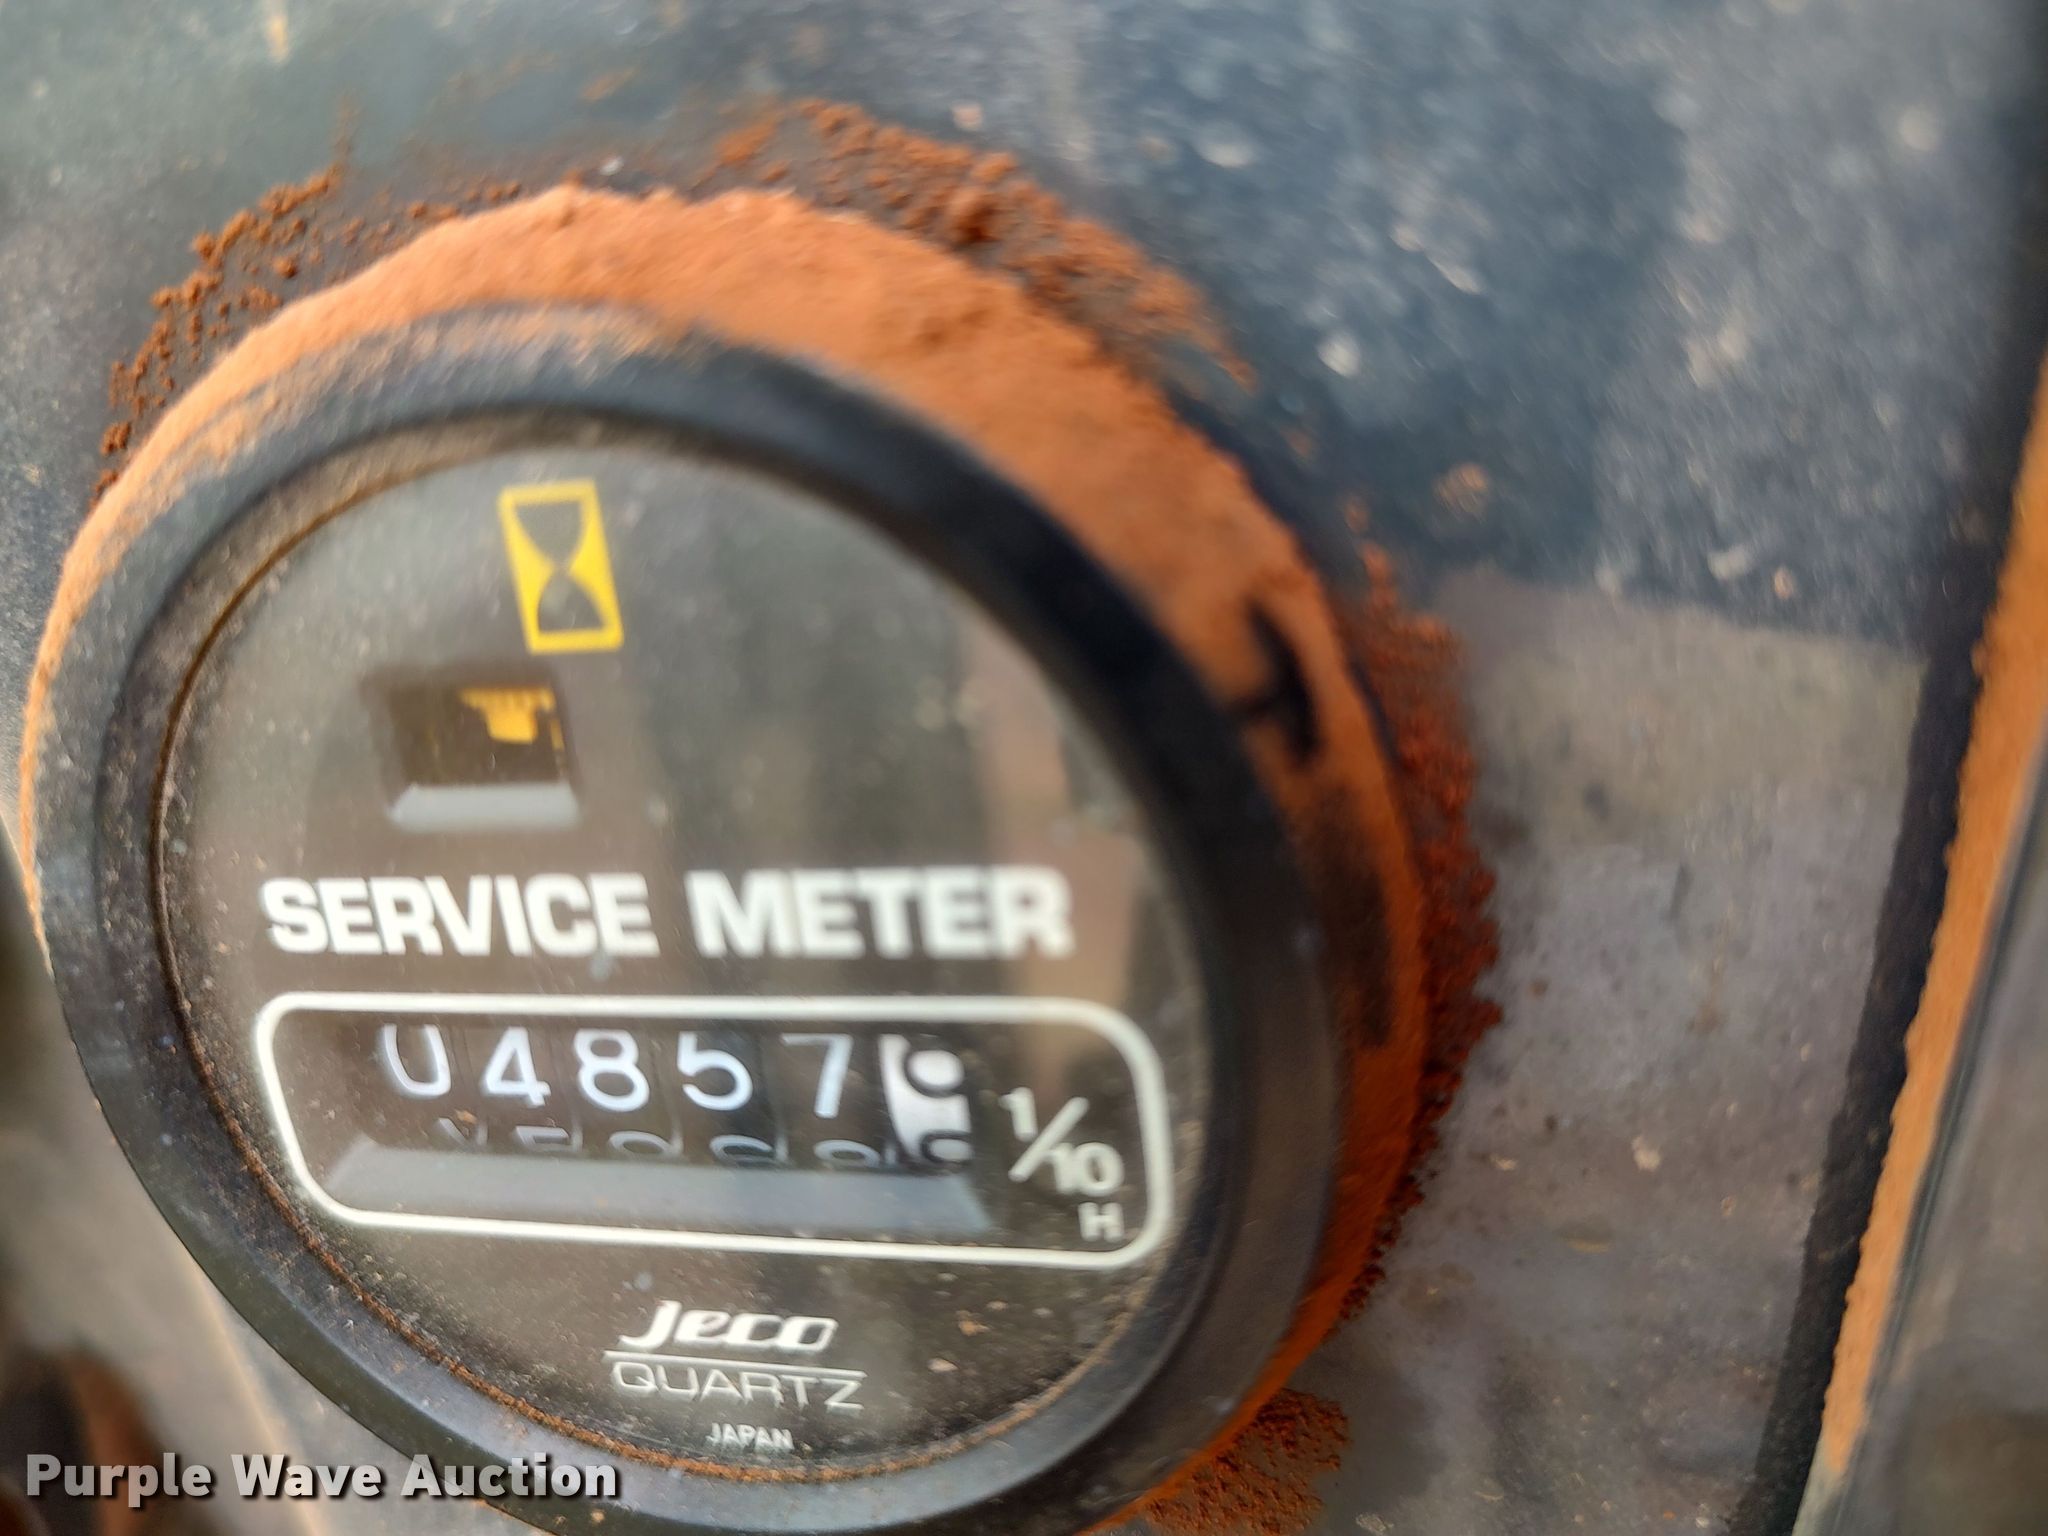 SERVICE METER
04857
1/10
H
Jeco
QUARTZ
JAPAN
Purple Wave Auction